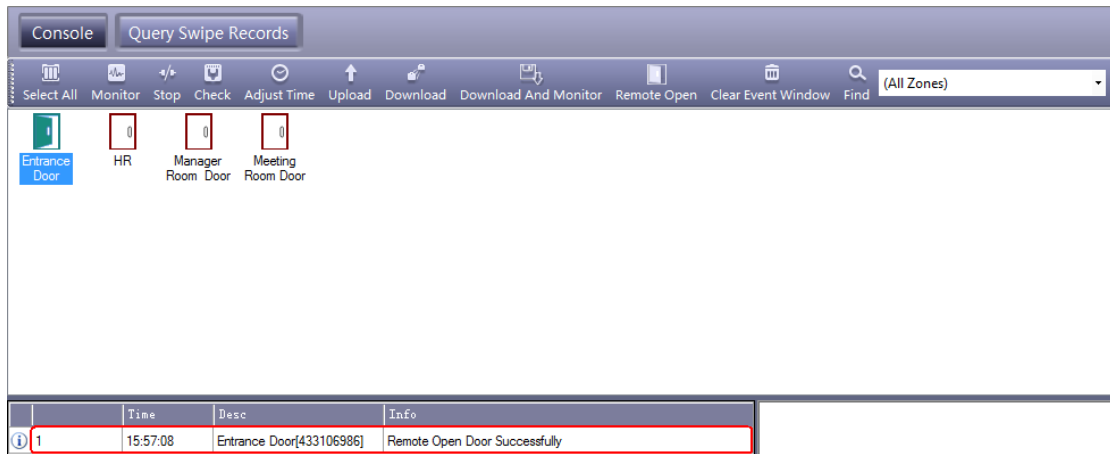 Console Query Swipe Records
Select All Monitor Stop Check Adjust Time Upload Download Download And Monitor Remote Open Clear Event Window Find (All Zones)
Entrance Door HR Manager Room Door Meeting Room Door
Time Desc Info
1 15:57:08 Entrance Door[433106986] Remote Open Door Successfully